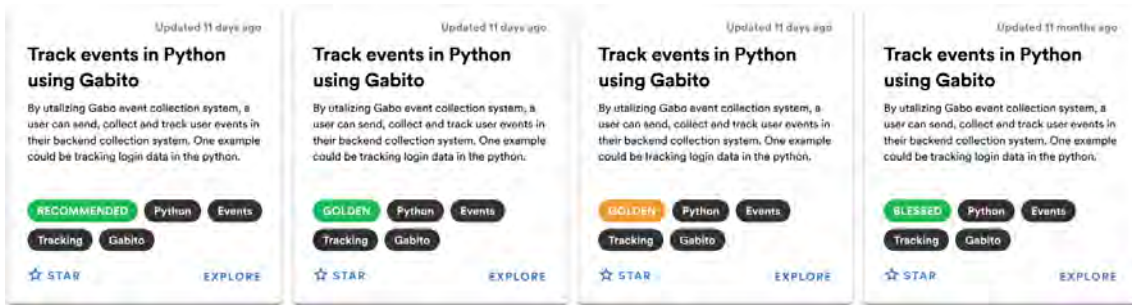 Updated 11 days ago
Track events in Python
using Gabito
By utalizing Gabo event collection system, a
user can send, collect and track user events in
their backend collection system. One example
could be tracking login data in the python.
RECOMMENDED Python Events
Tracking Gabito
STAR EXPLORE
Updated 11 days ago
Track events in Python
using Gabito
By utalizing Gabo event collection system, a
user can send, collect and track user events in
their backend collection system. One example
could be tracking login data in the python.
GOLDEN Python Events
Tracking Gabito
STAR EXPLORE
Updated 11 days ago
Track events in Python
using Gabito
By utalizing Gabo event collection system, a
user can send, collect and track user events in
their backend collection system. One example
could be tracking login data in the python.
GOLDEN Python Events
Tracking Gabito
STAR EXPLORE
Updated 11 months ago
Track events in Python
using Gabito
By utalizing Gabo event collection system, a
user can send, collect and track user events in
their backend collection system. One example
could be tracking login data in the python.
BLESSED Python Events
Tracking Gabito
STAR EXPLORE